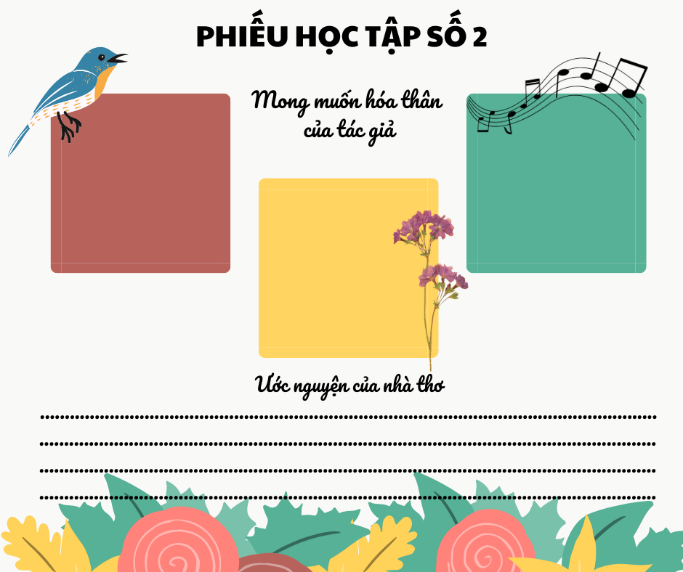 PHIẾU HỌC TẬP SỐ 2
Mong muốn hóa thân
của tác giả
Ước nguyện của nhà thơ